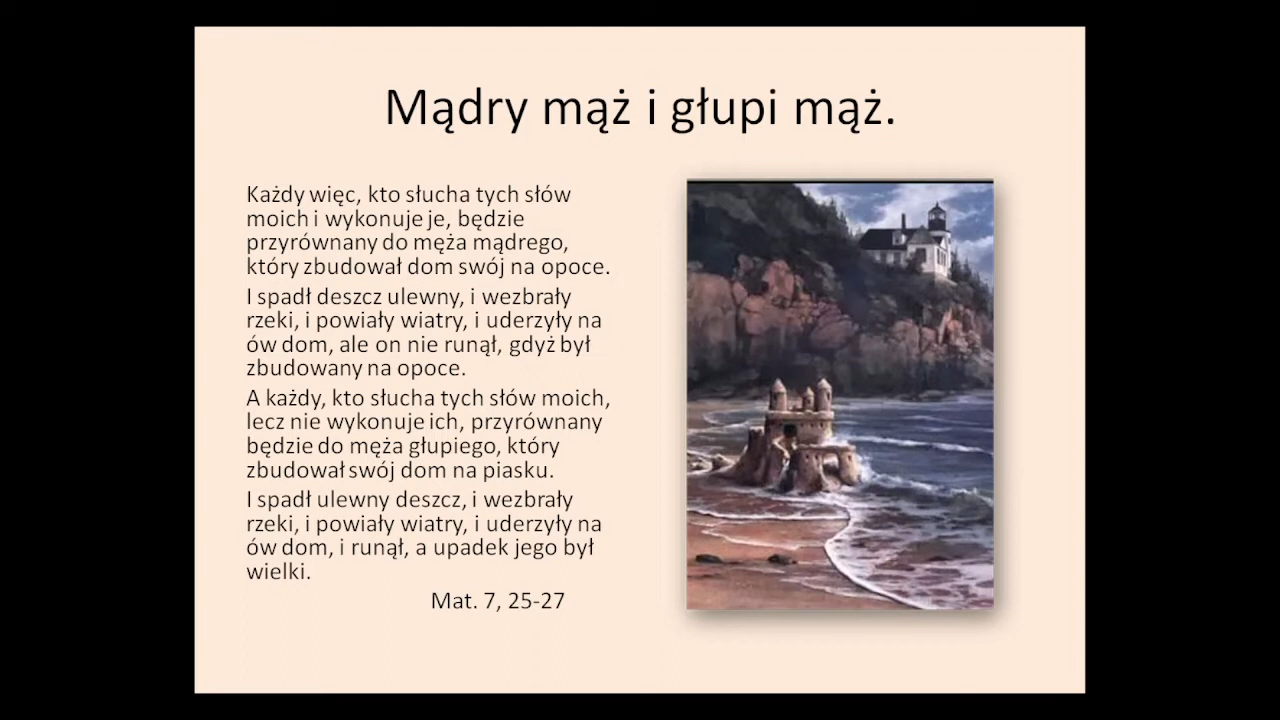 Mądry mąż i głupi mąż.
Każdy więc, kto słucha tych słów
moich i wykonuje je, będzie
przyrównany do męża mądrego,
który zbudował dom swój na opoce.
I spadł deszcz ulewny, i wezbrały
rzeki, i powiały wiatry, i uderzyły na
ów dom, ale on nie runął, gdyż był
zbudowany na opoce.
A każdy, kto słucha tych słów moich,
lecz nie wykonuje ich, przyrównany
będzie do męża głupiego, który
zbudował swój dom na piasku.
I spadł ulewny deszcz, i wezbrały
rzeki, i powiały wiatry, i uderzyły na
ów dom, i runął, a upadek jego był
wielki.
Mat. 7, 25-27